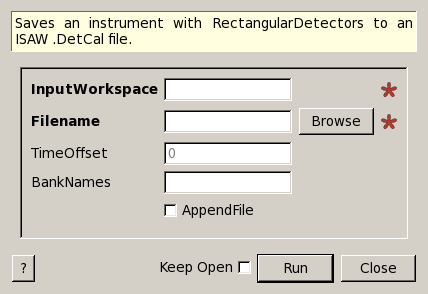 Saves an instrument with RectangularDetectors to an
ISAW .DetCal file.
InputWorkspace
Filename
Browse
TimeOffset
0
BankNames
AppendFile
?
Keep Open
Run
Close